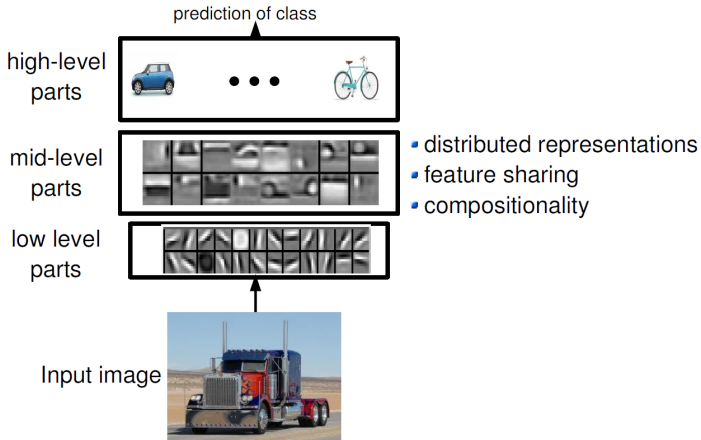 prediction of class
high-level
parts
mid-level
parts
distributed representations
feature sharing
compositionality
low level
parts
Input image